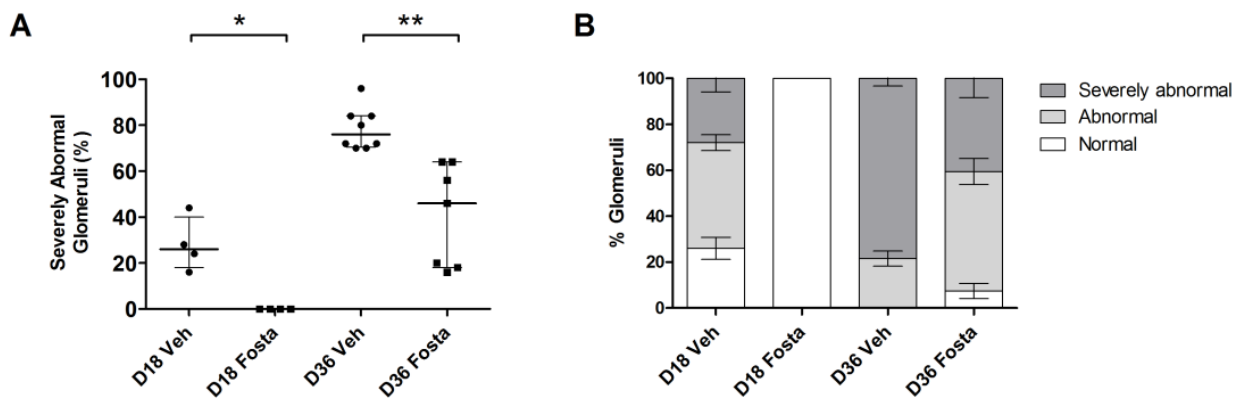 A
*
**
Severely Abormal
Glomeruli (%)
100
80
60
40
20
0
D18 Veh
D18 Fosta
D36 Veh
D36 Fosta
B
% Glomeruli
100
80
60
40
20
0
D18 Veh
D18 Fosta
D36 Veh
D36 Fosta
Severely abnormal
Abnormal
Normal